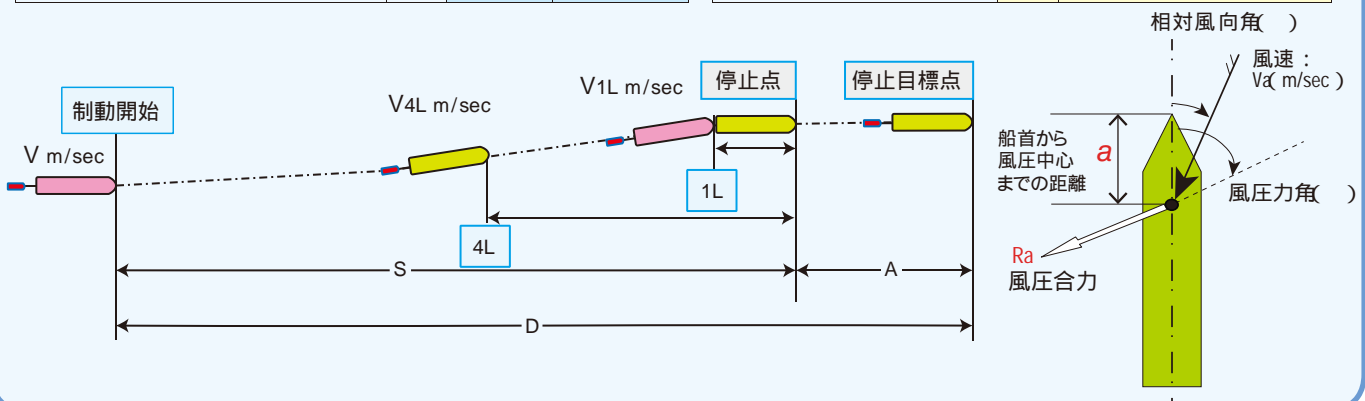 相対風向角(　)
風速：
Va( m/sec )
V1L m/sec
停止点
停止目標点
V4L m/sec
制動開始
V m/sec
船首から
風圧中心
までの距離
a
1L
風圧力角(　)
4L
Ra
風圧合力
S
A
D